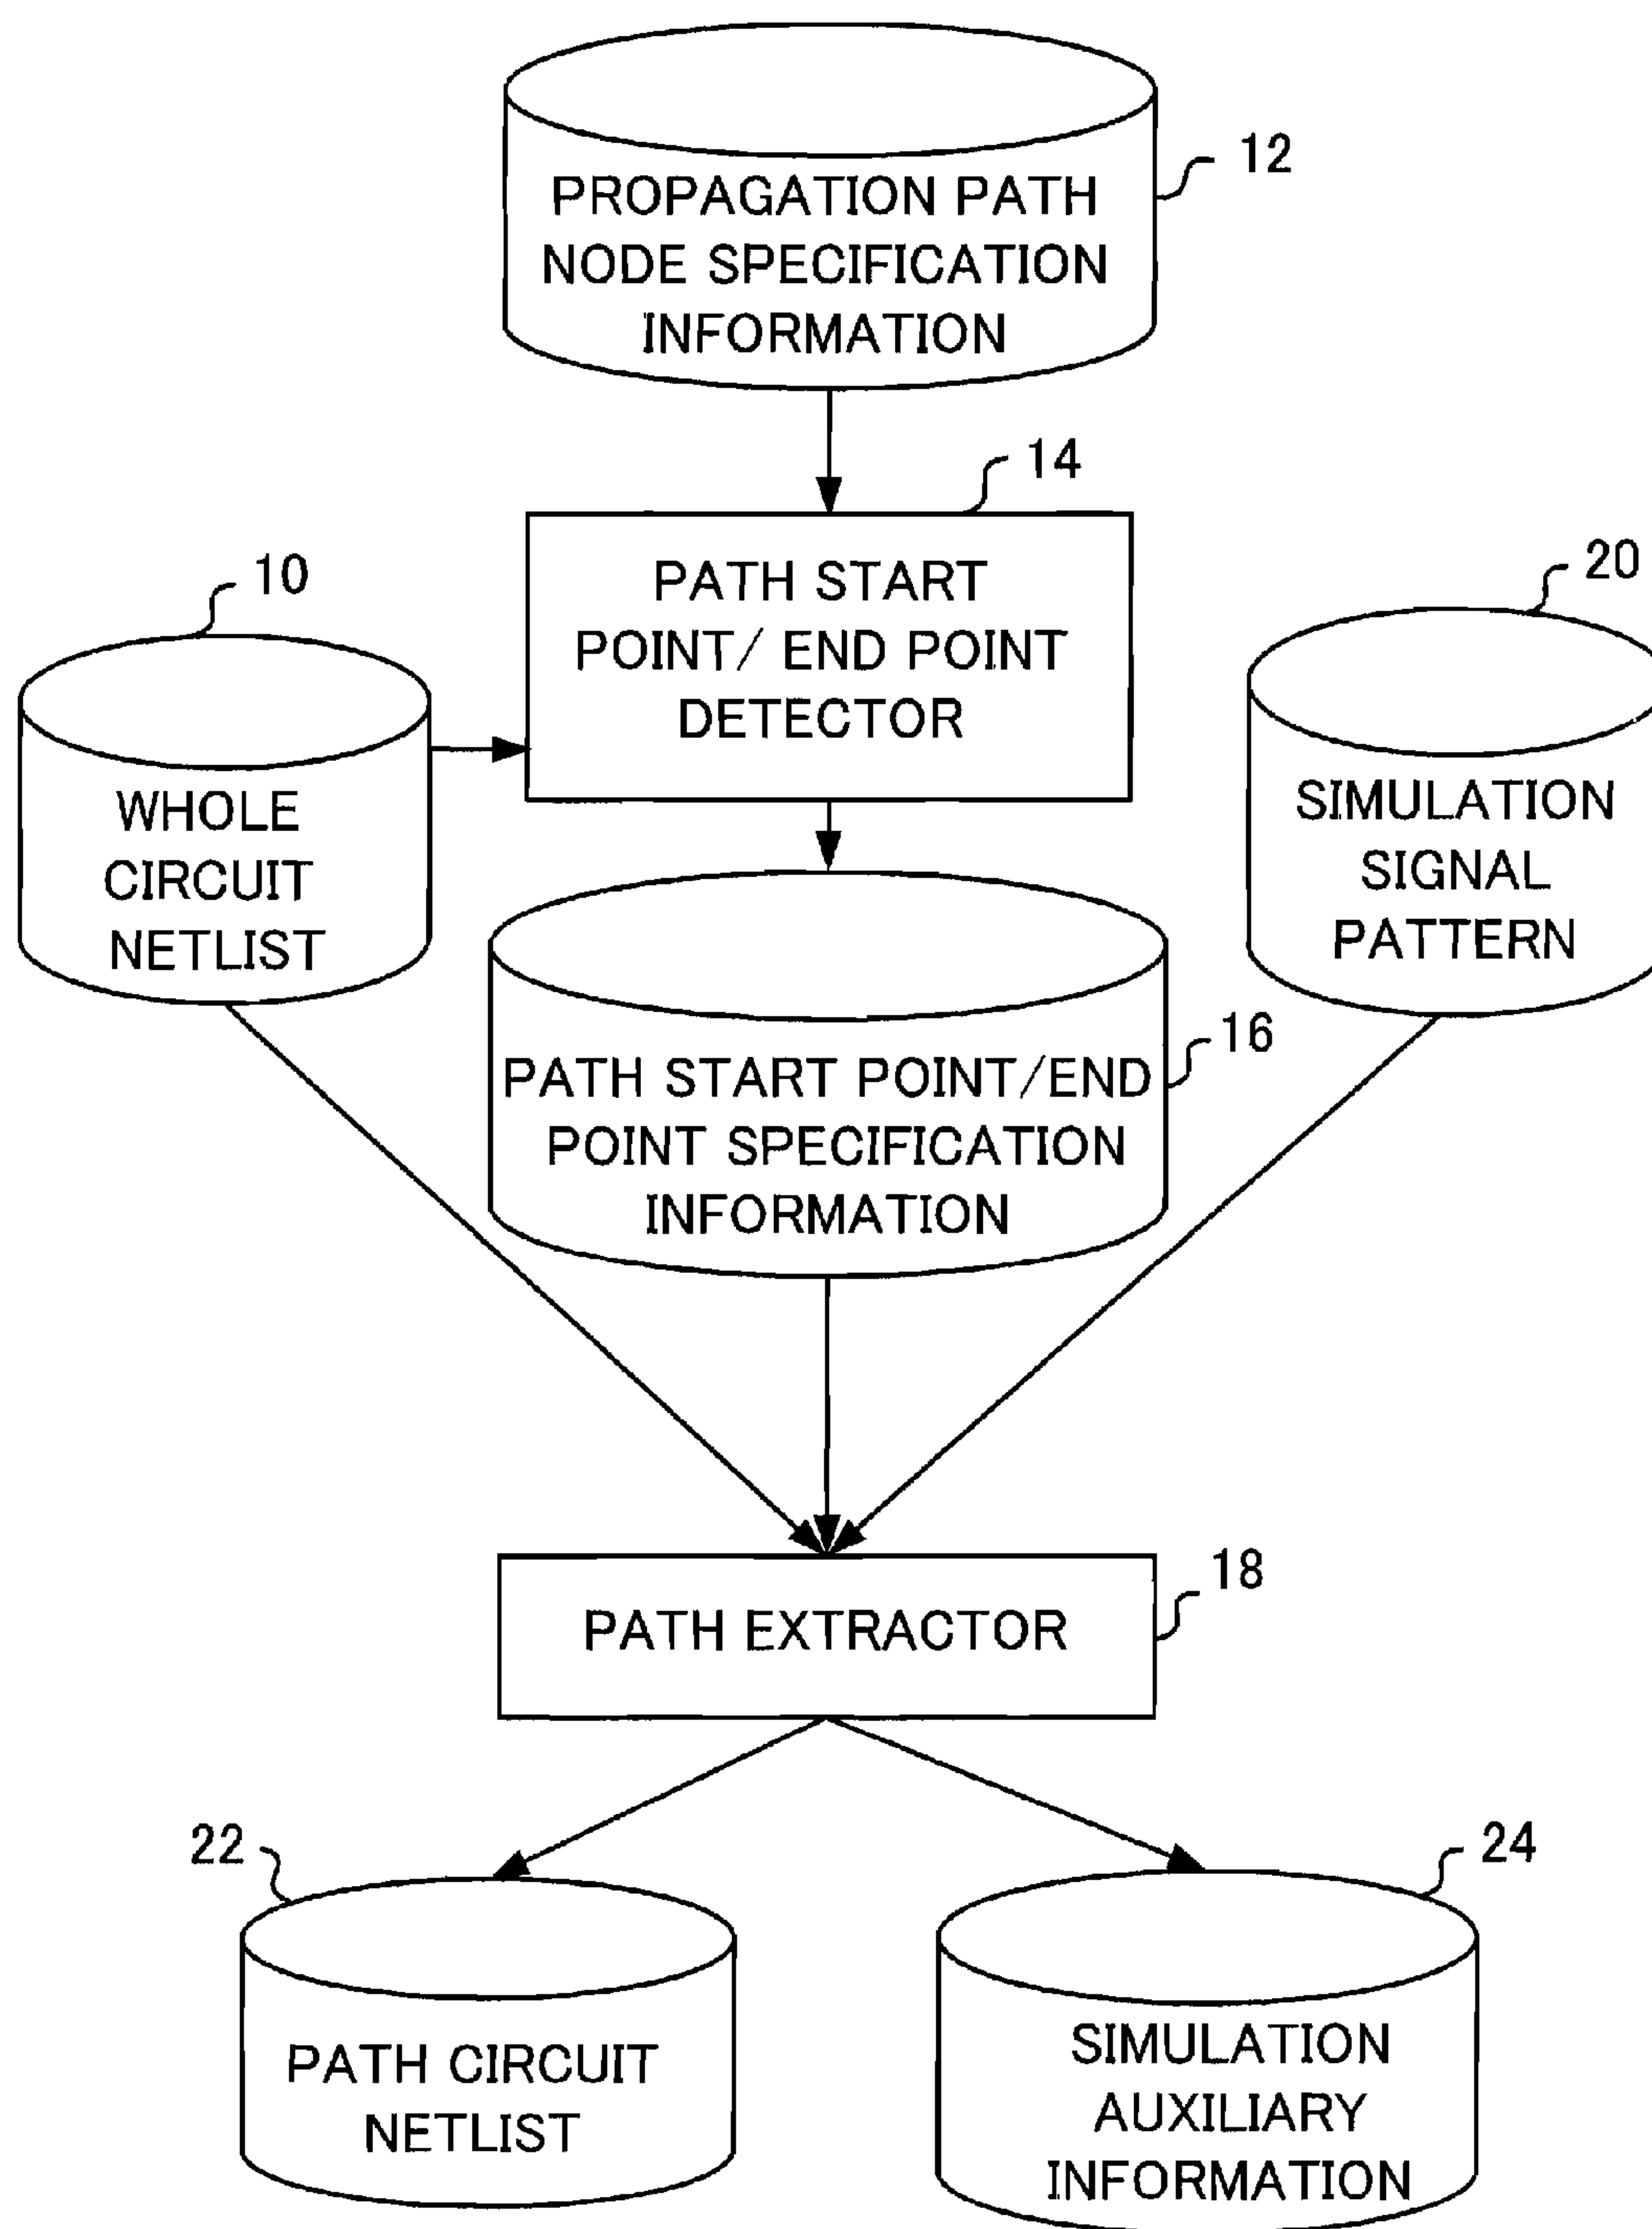 12
PROPAGATION PATH
NODE SPECIFICATION
INFORMATION
14
PATH START
POINT/ END POINT
DETECTOR
10
WHOLE
CIRCUIT
NETLIST
20
SIMULATION
SIGNAL
PATTERN
16
PATH START POINT/END
POINT SPECIFICATION
INFORMATION
18
PATH EXTRACTOR
22
PATH CIRCUIT
NETLIST
24
SIMULATION
AUXILIARY
INFORMATION